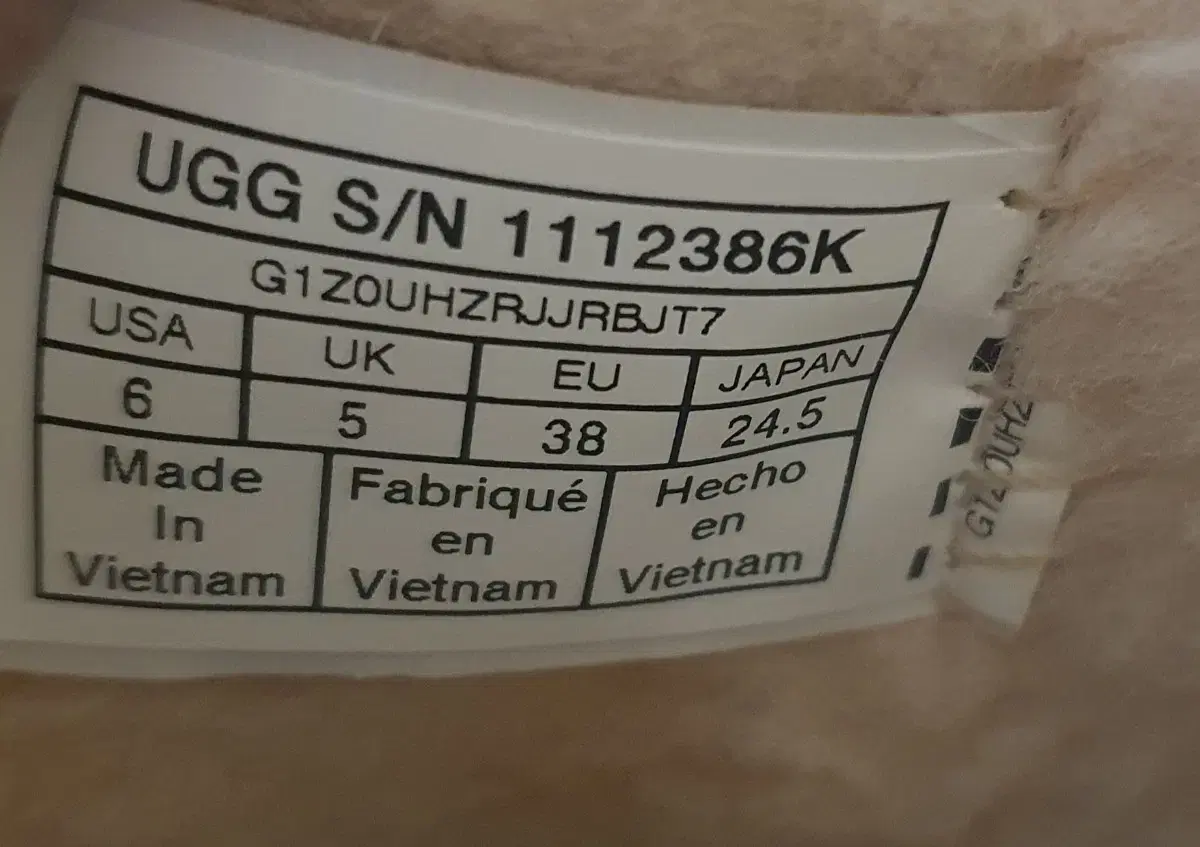 UGG S/N 1112386K
G1Z0UHZRJJRBJT7
USA UK EU JAPAN
6 5 38 24.5
Made In Vietnam
Fabriqué en Vietnam
Hecho en Vietnam